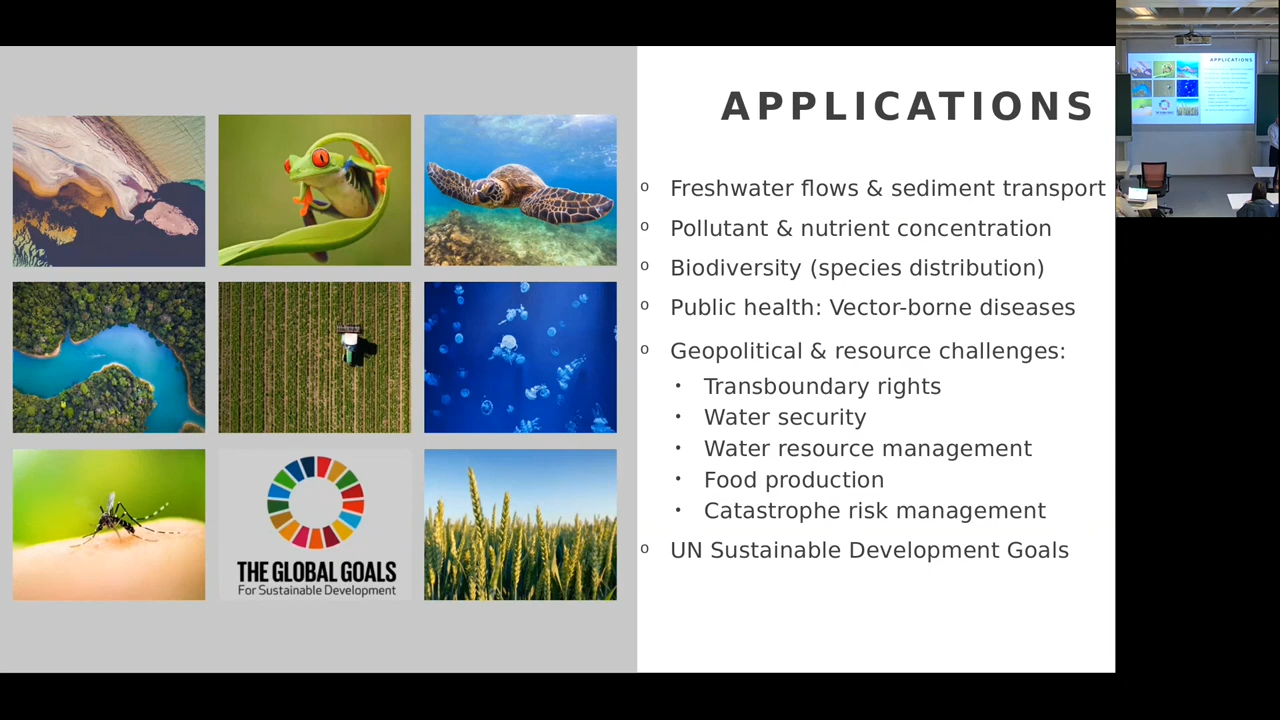 APPLICATIONS
o Freshwater flows & sediment transport
o Pollutant & nutrient concentration
o Biodiversity (species distribution)
o Public health: Vector-borne diseases
o Geopolitical & resource challenges:
• Transboundary rights
• Water security
• Water resource management
• Food production
• Catastrophe risk management
o UN Sustainable Development Goals
THE GLOBAL GOALS
For Sustainable Development
APPLICATIONS